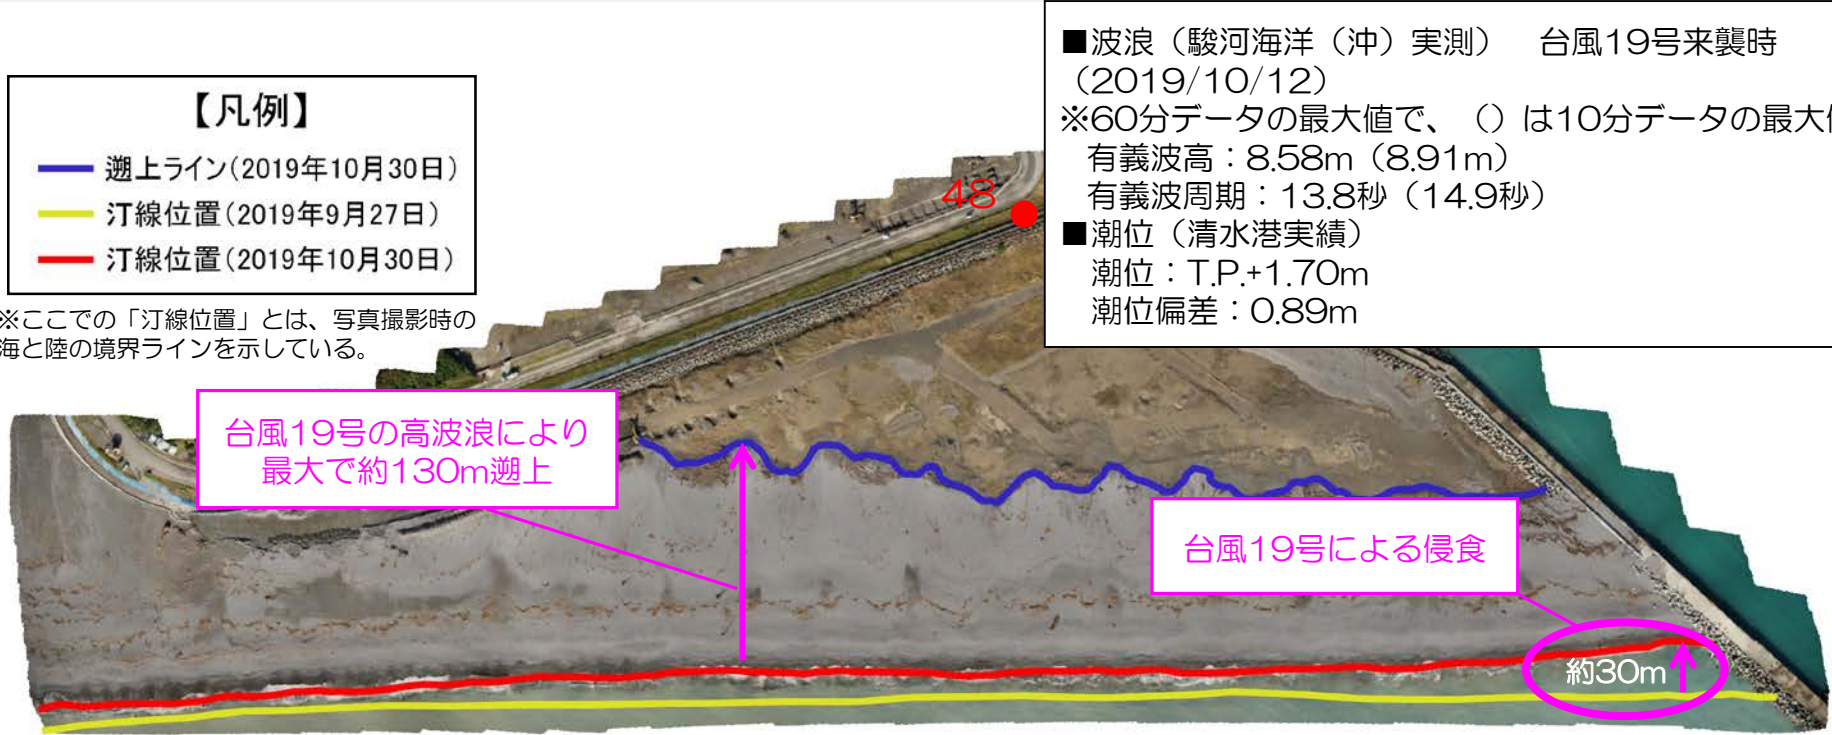 【凡例】
遡上ライン(2019年10月30日)
汀線位置(2019年9月27日)
汀線位置(2019年10月30日)
※ここでの「汀線位置」とは、写真撮影時の
海と陸の境界ラインを示している。
■波浪（駿河海洋（沖）実測）　台風19号来襲時
（2019/10/12）
※60分データの最大値で、（）は10分データの最大値
有義波高：8.58m（8.91m）
有義波周期：13.8秒（14.9秒）
■潮位（清水港実績）
潮位：T.P.+1.70m
潮位偏差：0.89m
48
台風19号の高波浪により
最大で約130m遡上
台風19号による侵食
約30m